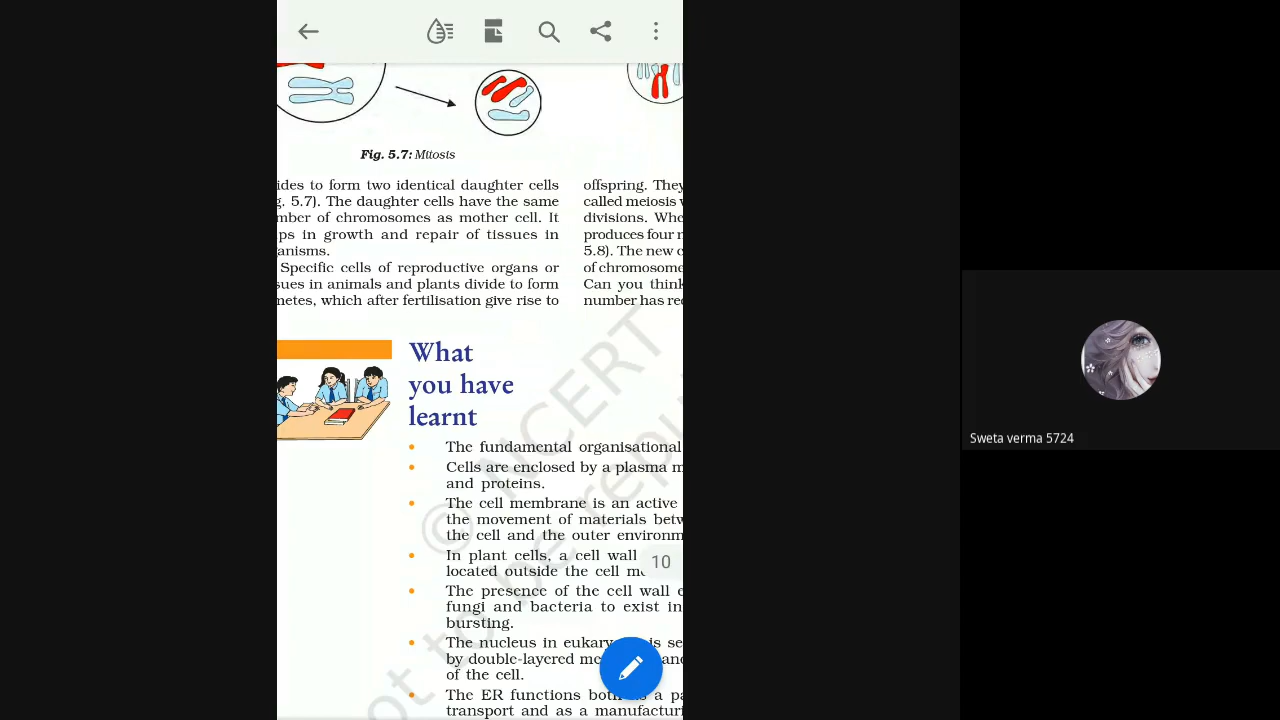 Fig. 5.7: Mitosis
ides to form two identical daughter cells
g. 5.7). The daughter cells have the same
mber of chromosomes as mother cell. It
ps in growth and repair of tissues in
anisms.
Specific cells of reproductive organs or
sues in animals and plants divide to form
metes, which after fertilisation give rise to
offspring. They
called meiosis
divisions.
produces four
5.8). The new
of chromosome
Can you think
number has
What
you have
learnt
• The fundamental organisational
• Cells are enclosed by a plasma
and proteins.
• The cell membrane is an active
the movement of materials
the cell and the outer
• In plant cells, a cell wall
located outside the cell
10
• The presence of the cell wall
fungi and bacteria to exist in
bursting.
• The nucleus in is
by double-layered
of the cell.
• The ER functions both as a
transport and as a
© NCERT
not to be
Sweta verma 5724